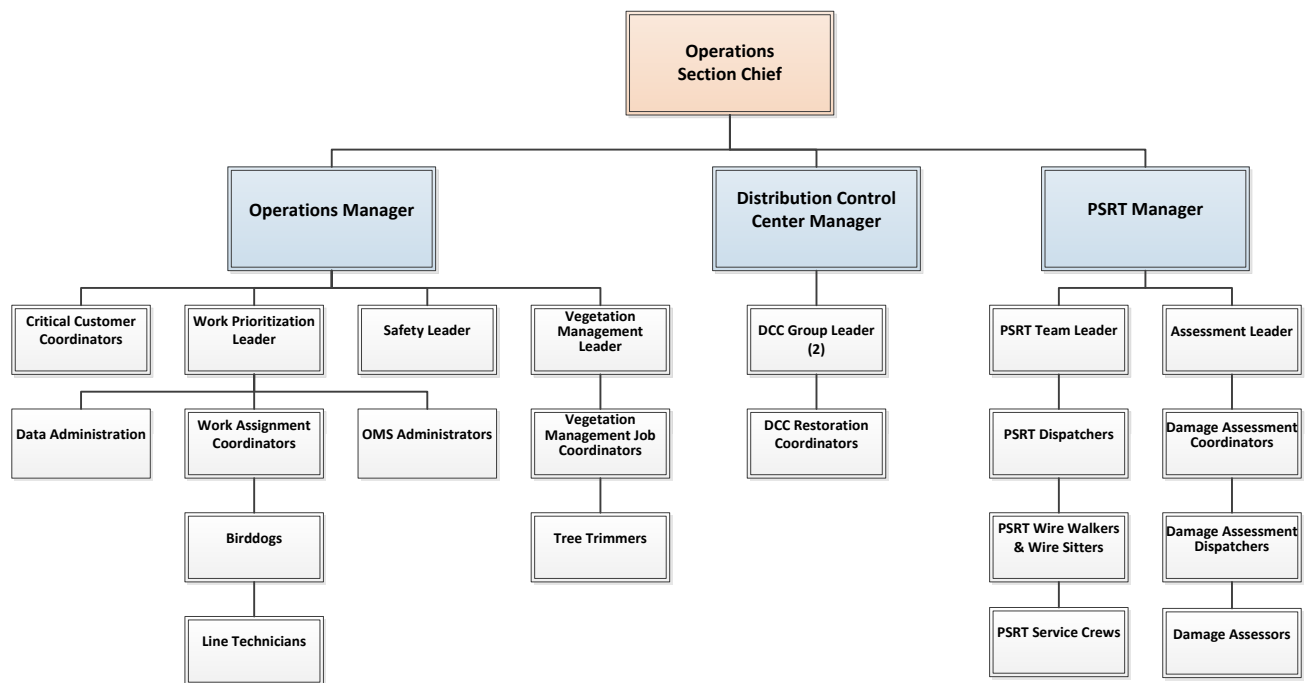 Operations
Section Chief
Operations Manager
Distribution Control
Center Manager
PSRT Manager
Critical Customer
Coordinators
Work Prioritization
Leader
Safety Leader
Vegetation
Management
Leader
DCC Group Leader
(2)
PSRT Team Leader
Assessment Leader
Data Administration
Work Assignment
Coordinators
OMS Administrators
Vegetation
Management Job
Coordinators
DCC Restoration
Coordinators
PSRT Dispatchers
Damage Assessment
Coordinators
Birddogs
Tree Trimmers
PSRT Wire Walkers
& Wire Sitters
Damage Assessment
Dispatchers
Line Technicians
PSRT Service Crews
Damage Assessors